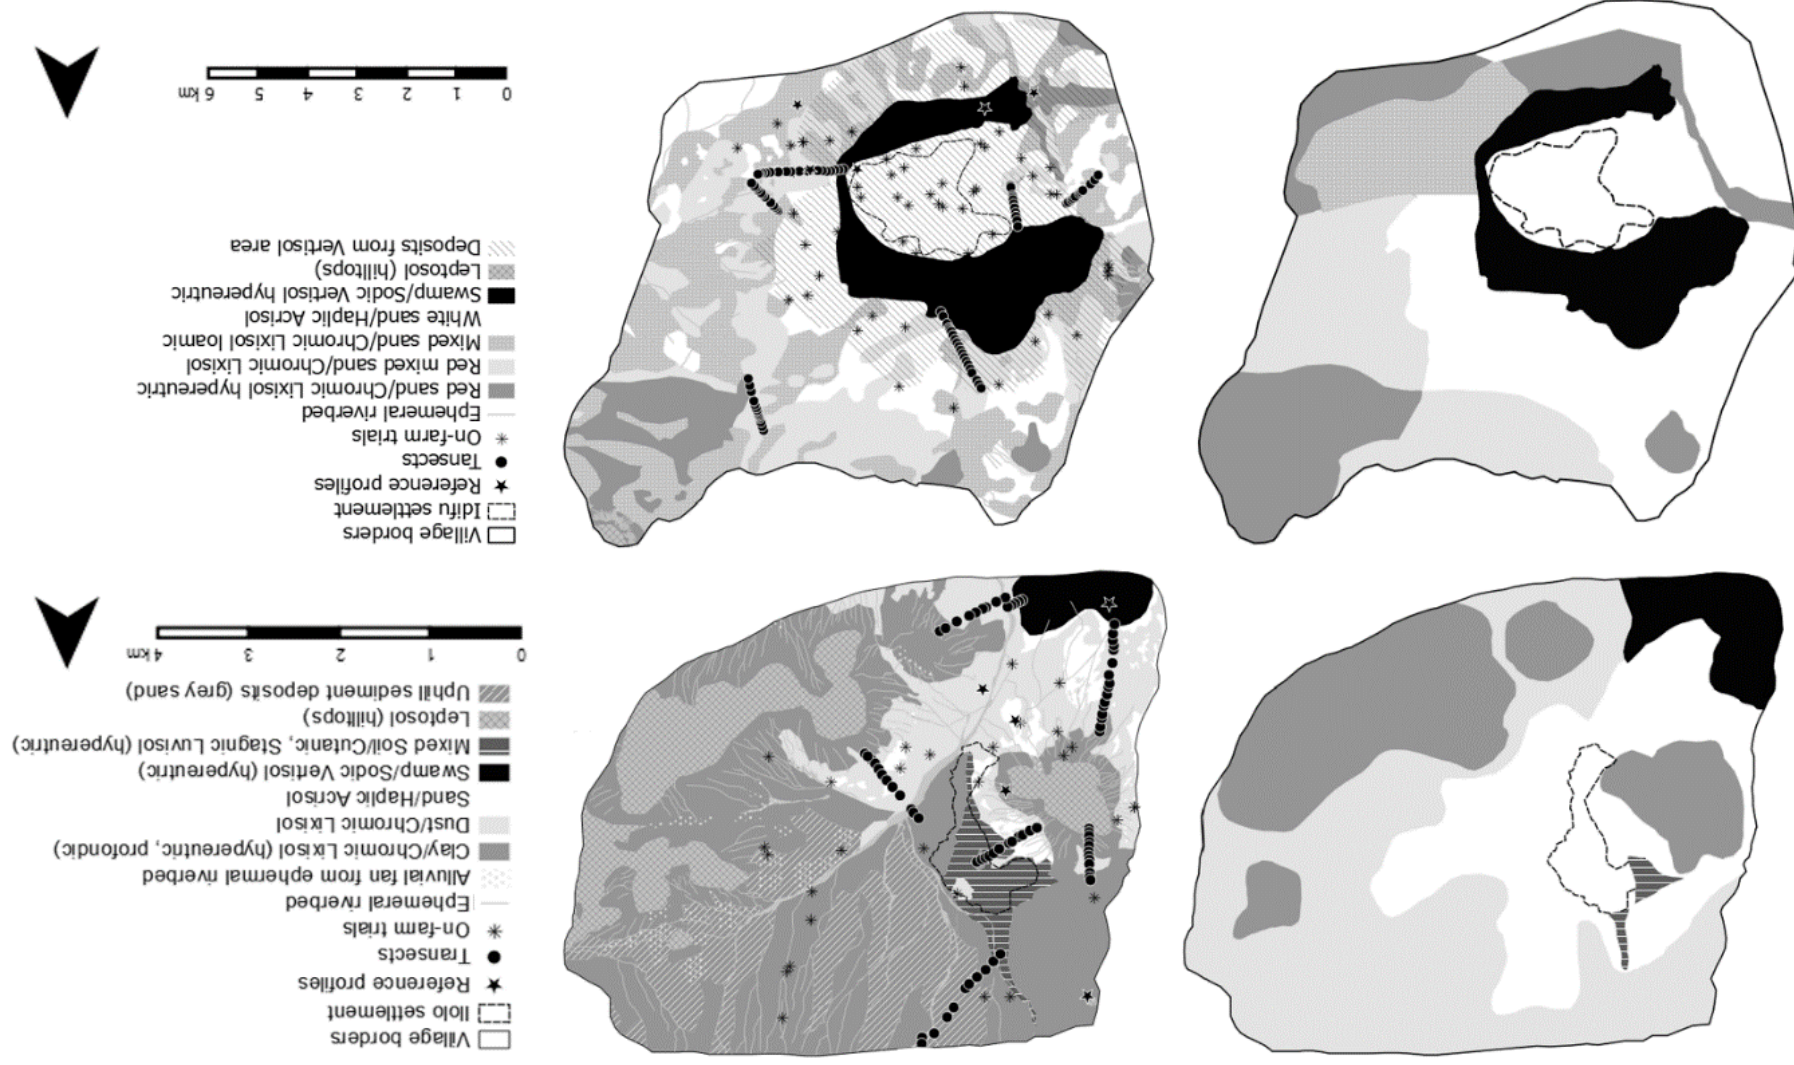 Village borders
Ilolo settlement
Reference profiles
Transects
On-farm trials
Ephemeral riverbed
Alluvial fan from ephermal riverbed
Clay/Chromic Lixisol (hypereutric, profondic)
Dust/Chromic Lixisol
Sand/Haplic Acrisol
Swamp/Sodic Vertisol (hypereutric)
Mixed Soil/Cutanic, Stagnic Luvisol (hypereutric)
Leptosol (hilltops)
Uphill sediment deposits (grey sand)
0 1 2 3 4 km
Village borders
Idifu settlement
Reference profiles
Tansects
On-farm trials
Ephemeral riverbed
Red sand/Chromic Lixisol hypereutric
Red mixed sand/Chromic Lixisol
Mixed sand/Chromic Lixisol loamic
White sand/Haplic Acrisol
Swamp/Sodic Vertisol hypereutric
Leptosol (hilltops)
Deposits from Vertisol area
0 1 2 3 4 5 6 km